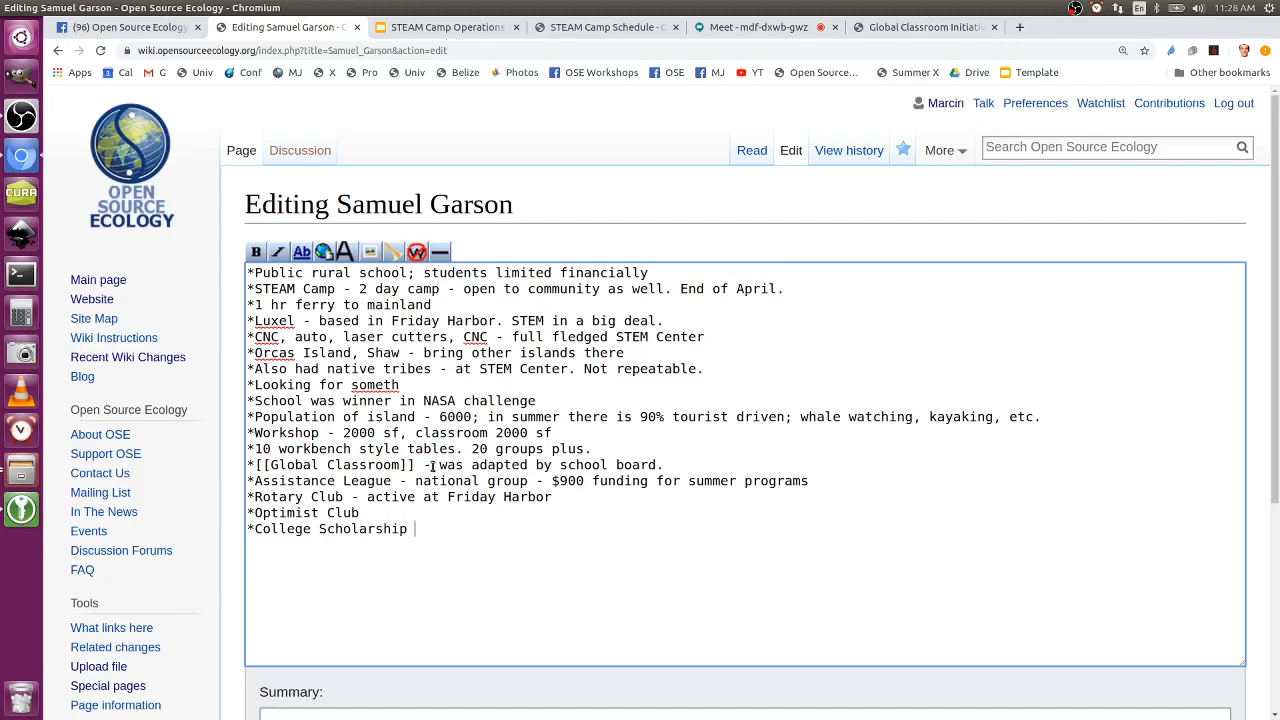 Editing Samuel Garson - Open Source Ecology - Chromium
En
11:28 AM
(96) Open Source Ecology
Editing Samuel Garson - O
STEAM Camp Operations
STEAM Camp Schedule - C
Meet - mdf-dxwb-gwz
Global Classroom Initiativ
wiki.opensourceecology.org/index.php?title=Samuel_Garson&action=edit
Apps
Cal
G
Univ
Conf
MJ
X
Pro
Univ
Belize
Photos
OSE Workshops
OSE
MJ
YT
Open Source…
Summer X
Drive
Template
Other bookmarks
Marcin
Talk
Preferences
Watchlist
Contributions
Log out
Page
Discussion
Read
Edit
View history
More
Search Open Source Ecology
OPEN
SOURCE
ECOLOGY
CURA
Main page
Website
Site Map
Wiki Instructions
Recent Wiki Changes
Blog
Open Source Ecology
About OSE
Support OSE
Contact Us
Mailing List
In The News
Events
Discussion Forums
FAQ
Tools
What links here
Related changes
Upload file
Special pages
Page information
Editing Samuel Garson
B I Ab A W
*Public rural school; students limited financially
*STEAM Camp - 2 day camp - open to community as well. End of April.
*1 hr ferry to mainland
*Luxel - based in Friday Harbor. STEM in a big deal.
*CNC, auto, laser cutters, CNC - full fledged STEM Center
*Orcas Island, Shaw - bring other islands there
*Also had native tribes - at STEM Center. Not repeatable.
*Looking for someth
*School was winner in NASA challenge
*Population of island - 6000; in summer there is 90% tourist driven; whale watching, kayaking, etc.
*Workshop - 2000 sf, classroom 2000 sf
*10 workbench style tables. 20 groups plus.
*[[Global Classroom]] - was adapted by school board.
*Assistance League - national group - $900 funding for summer programs
*Rotary Club - active at Friday Harbor
*Optimist Club
*College Scholarship
Summary: